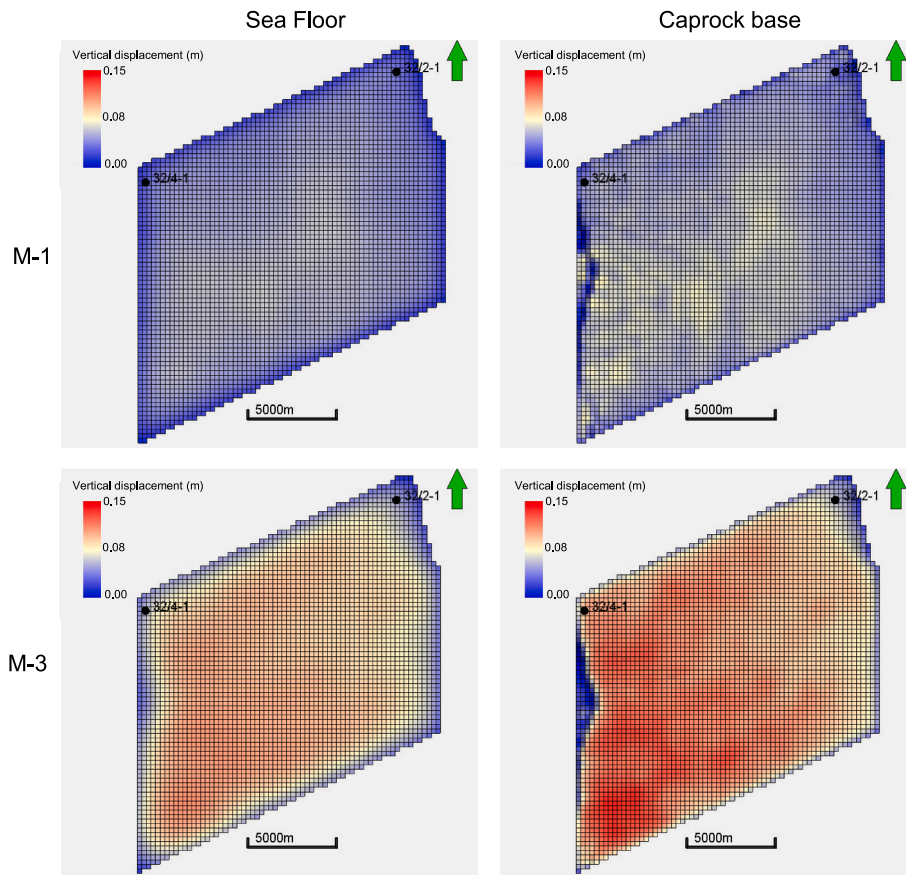 Sea Floor
Caprock base
Vertical displacement (m)
0.15
0.08
0.00
32/2-1
32/4-1
5000m
Vertical displacement (m)
0.15
0.08
0.00
32/2-1
32/4-1
5000m
M-1
Vertical displacement (m)
0.15
0.08
0.00
32/2-1
32/4-1
5000m
Vertical displacement (m)
0.15
0.08
0.00
32/2-1
32/4-1
5000m
M-3